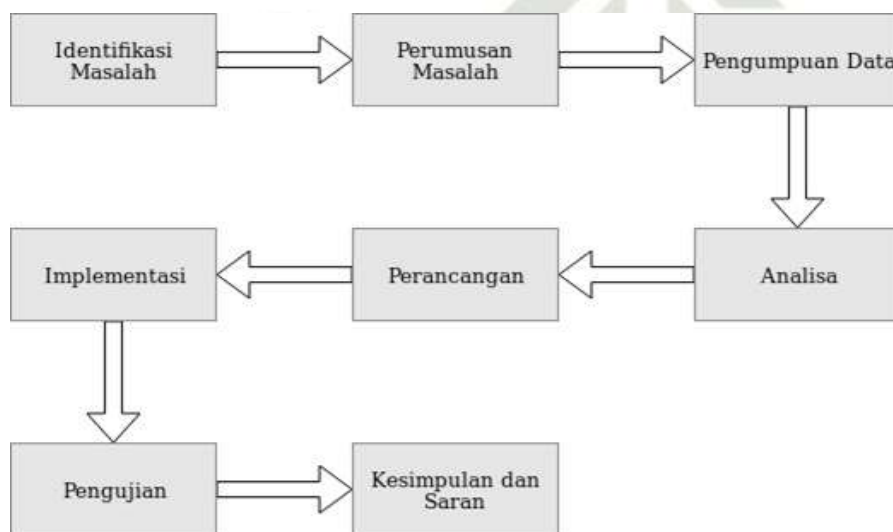 Identifikasi
Masalah
Perumusan
Masalah
Pengumpuan Data
Analisa
Perancangan
Implementasi
Pengujian
Kesimpulan dan
Saran